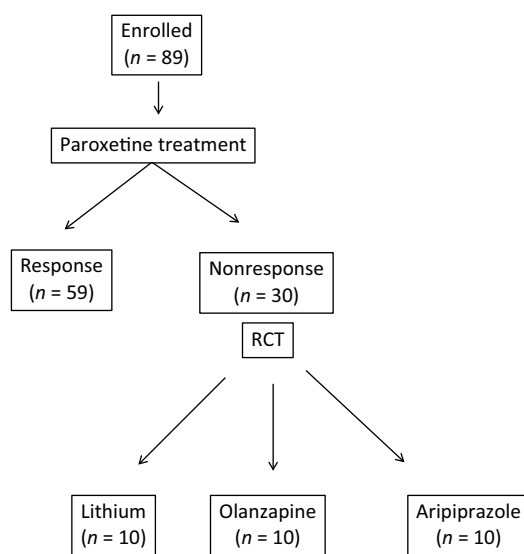 Enrolled
(n = 89)
Paroxetine treatment
Response
(n = 59)
Nonresponse
(n = 30)
RCT
Lithium
(n = 10)
Olanzapine
(n = 10)
Aripiprazole
(n = 10)